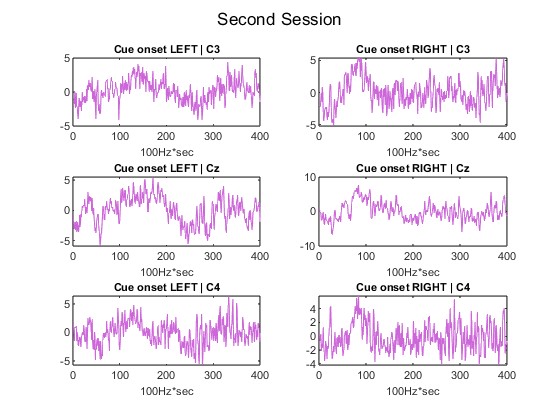 Second Session
Cue onset LEFT | C3
5
0
-5
0 100 200 300 400
100Hz*sec
Cue onset RIGHT | C3
5
0
-5
0 100 200 300 400
100Hz*sec
Cue onset LEFT | Cz
5
0
-5
0 100 200 300 400
100Hz*sec
Cue onset RIGHT | Cz
10
0
-10
0 100 200 300 400
100Hz*sec
Cue onset LEFT | C4
5
0
-5
0 100 200 300 400
100Hz*sec
Cue onset RIGHT | C4
4
2
0
-2
-4
0 100 200 300 400
100Hz*sec